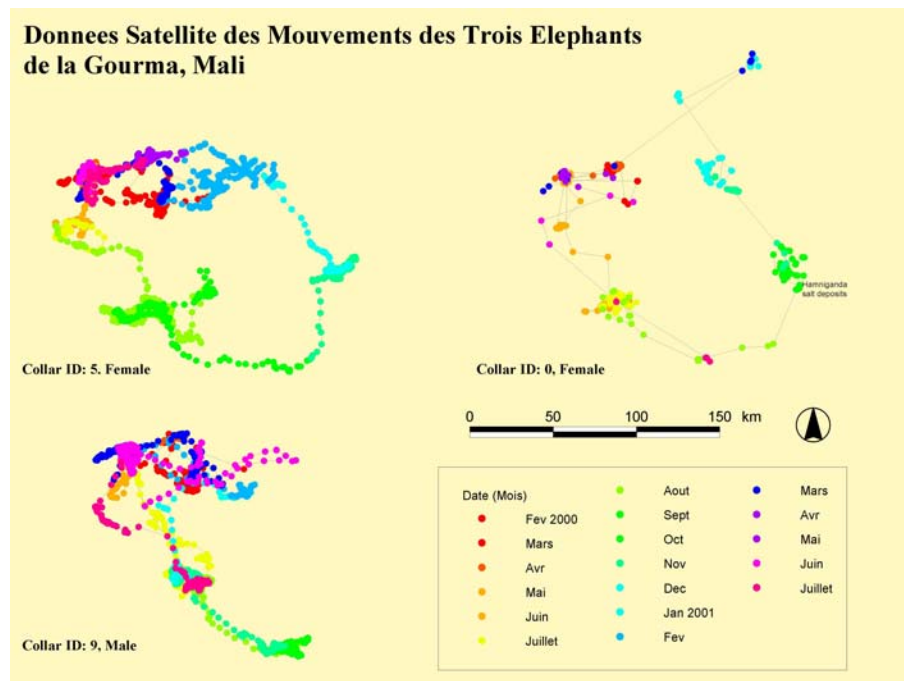 Donnees Satellite des Mouvements des Trois Elephants
de la Gourma, Mali
Hamniganda
salt deposits
Collar ID: 5. Female
Collar ID: 0, Female
0 50 100 150 km
Date (Mois)
Fev 2000
Mars
Avr
Mai
Juin
Juillet
Aout
Sept
Oct
Nov
Dec
Jan 2001
Fev
Mars
Avr
Mai
Juin
Juillet
Collar ID: 9, Male